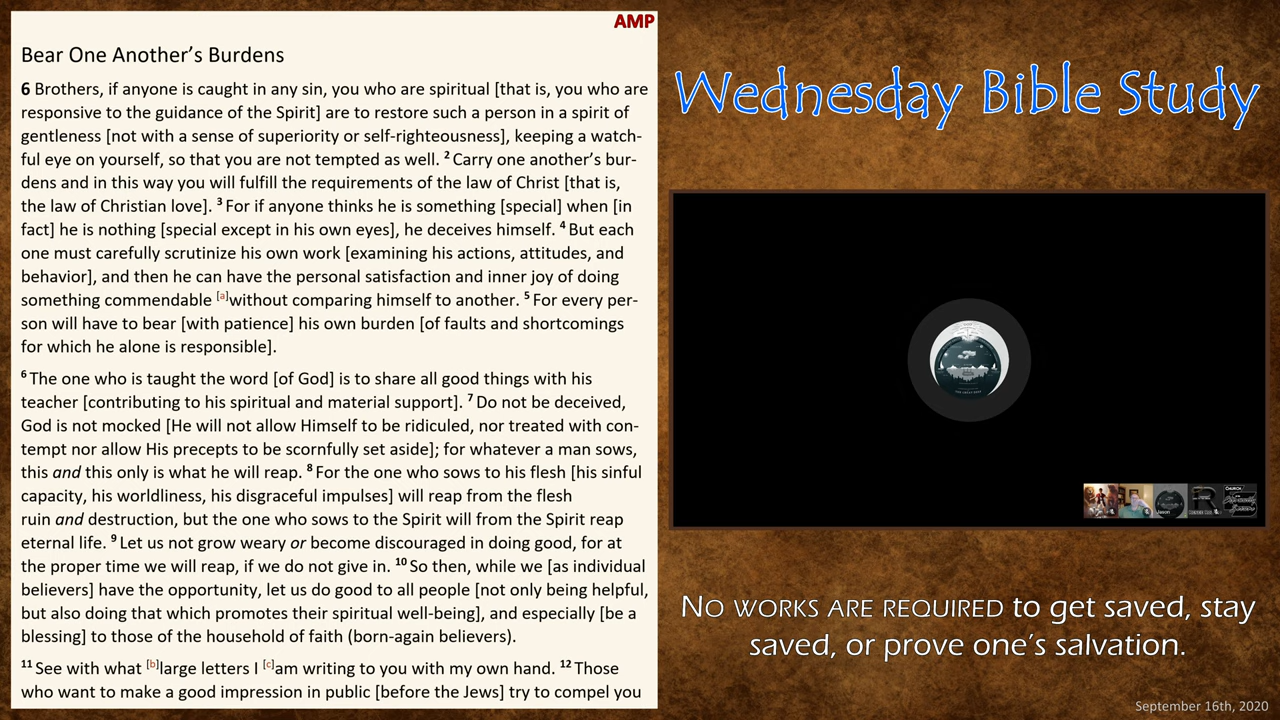 AMP
Bear One Another’s Burdens
6 Brothers, if anyone is caught in any sin, you who are spiritual [that is, you who are
responsive to the guidance of the Spirit] are to restore such a person in a spirit of
gentleness [not with a sense of superiority or self-righteousness], keeping a watch-
ful eye on yourself, so that you are not tempted as well. 2 Carry one another’s bur-
dens and in this way you will fulfill the requirements of the law of Christ [that is,
the law of Christian love]. 3 For if anyone thinks he is something [special] when [in
fact] he is nothing [special except in his own eyes], he deceives himself. 4 But each
one must carefully scrutinize his own work [examining his actions, attitudes, and
behavior], and then he can have the personal satisfaction and inner joy of doing
something commendable [a]without comparing himself to another. 5 For every per-
son will have to bear [with patience] his own burden [of faults and shortcomings
for which he alone is responsible].
6 The one who is taught the word [of God] is to share all good things with his
teacher [contributing to his spiritual and material support]. 7 Do not be deceived,
God is not mocked [He will not allow Himself to be ridiculed, nor treated with con-
tempt nor allow His precepts to be scornfully set aside]; for whatever a man sows,
this and this only is what he will reap. 8 For the one who sows to his flesh [his sinful
capacity, his worldliness, his disgraceful impulses] will reap from the flesh
ruin and destruction, but the one who sows to the Spirit will from the Spirit reap
eternal life. 9 Let us not grow weary or become discouraged in doing good, for at
the proper time we will reap, if we do not give in. 10 So then, while we [as individual
believers] have the opportunity, let us do good to all people [not only being helpful,
but also doing that which promotes their spiritual well-being], and especially [be a
blessing] to those of the household of faith (born-again believers).
11 See with what [b]large letters I [c]am writing to you with my own hand. 12 Those
who want to make a good impression in public [before the Jews] try to compel you
Wednesday Bible Study
Jason
NO WORKS ARE REQUIRED to get saved, stay
saved, or prove one’s salvation.
September 16th, 2020